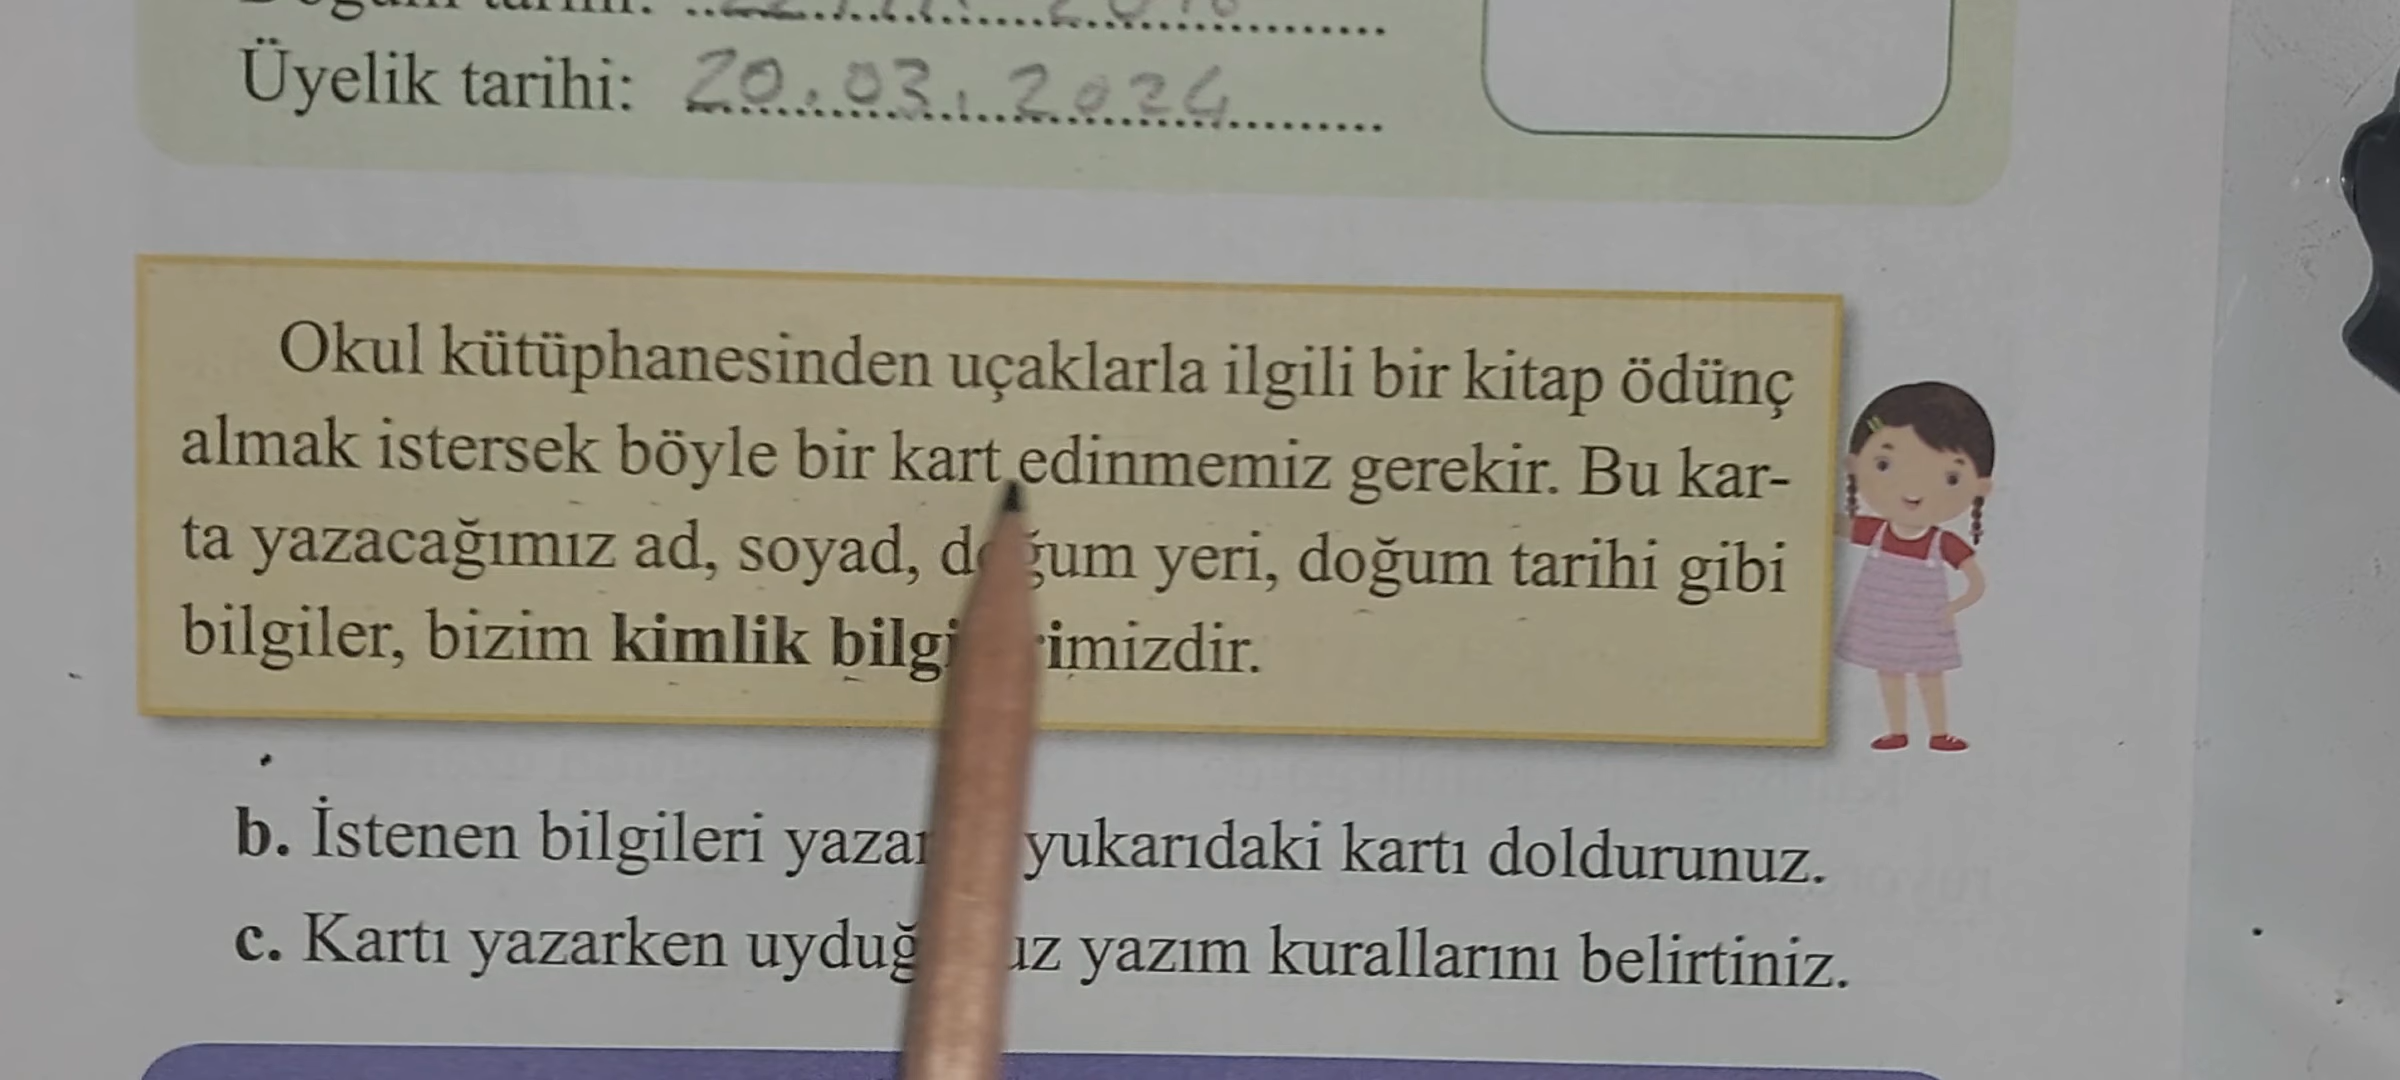 Doğum tarihi:
Üyelik tarihi: 20.03.2024
Okul kütüphanesinden uçaklarla ilgili bir kitap ödünç
almak istersek böyle bir kart edinmemiz gerekir. Bu kar-
ta yazacağımız ad, soyad, doğum yeri, doğum tarihi gibi
bilgiler, bizim kimlik bilgilerimizdir.
b. İstenen bilgileri yazarak yukarıdaki kartı doldurunuz.
c. Kartı yazarken uyduğunuz yazım kurallarını belirtiniz.